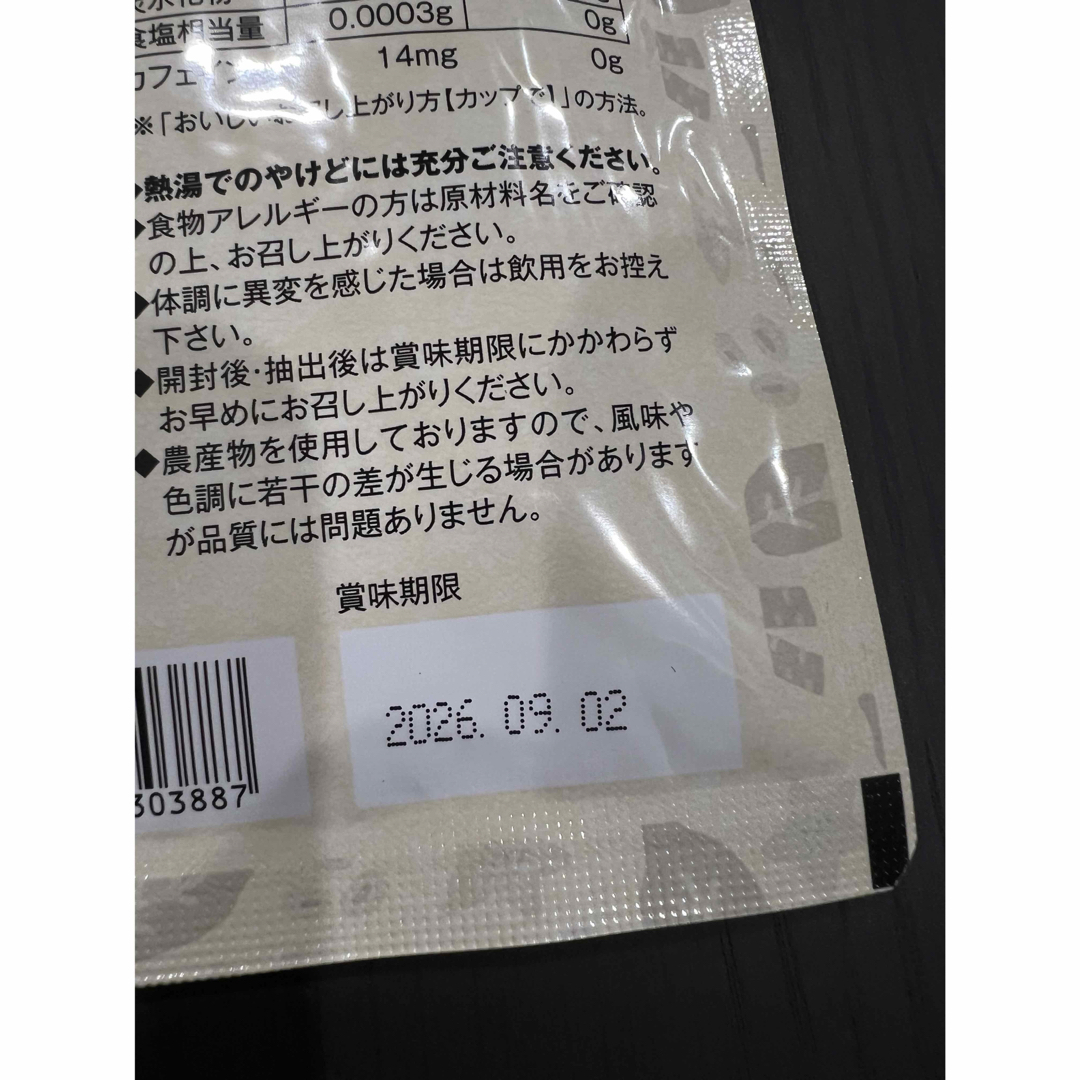 食塩相当量 0.0003g 0g
カフェイン 14mg 0g
※「おいしいお召し上がり方【カップで】」の方法。
◆熱湯でのやけどには充分ご注意ください。
◆食物アレルギーの方は原材料名をご確認
の上、お召し上がりください。
◆体調に異変を感じた場合は飲用をお控え
下さい。
◆開封後・抽出後は賞味期限にかかわらず
お早めにお召し上がりください。
◆農産物を使用しておりますので、風味や
色調に若干の差が生じる場合があります
が品質には問題ありません。
賞味期限
2026.09.02
303887